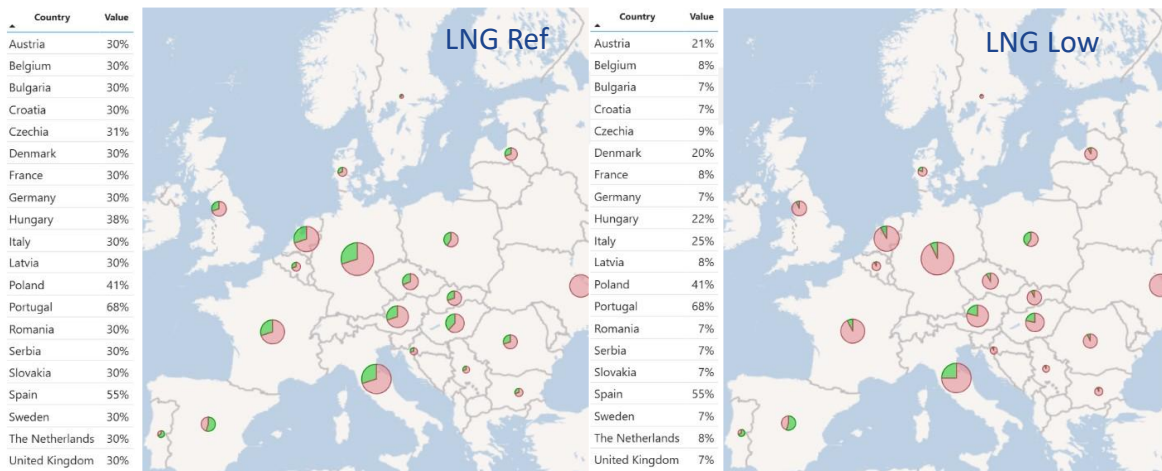 Country Value
Austria 30%
Belgium 30%
Bulgaria 30%
Croatia 30%
Czechia 31%
Denmark 30%
France 30%
Germany 30%
Hungary 38%
Italy 30%
Latvia 30%
Poland 41%
Portugal 68%
Romania 30%
Serbia 30%
Slovakia 30%
Spain 55%
Sweden 30%
The Netherlands 30%
United Kingdom 30%
LNG Ref
Country Value
Austria 21%
Belgium 8%
Bulgaria 7%
Croatia 7%
Czechia 9%
Denmark 20%
France 8%
Germany 7%
Hungary 22%
Italy 25%
Latvia 8%
Poland 41%
Portugal 68%
Romania 7%
Serbia 7%
Slovakia 7%
Spain 55%
Sweden 7%
The Netherlands 8%
United Kingdom 7%
LNG Low